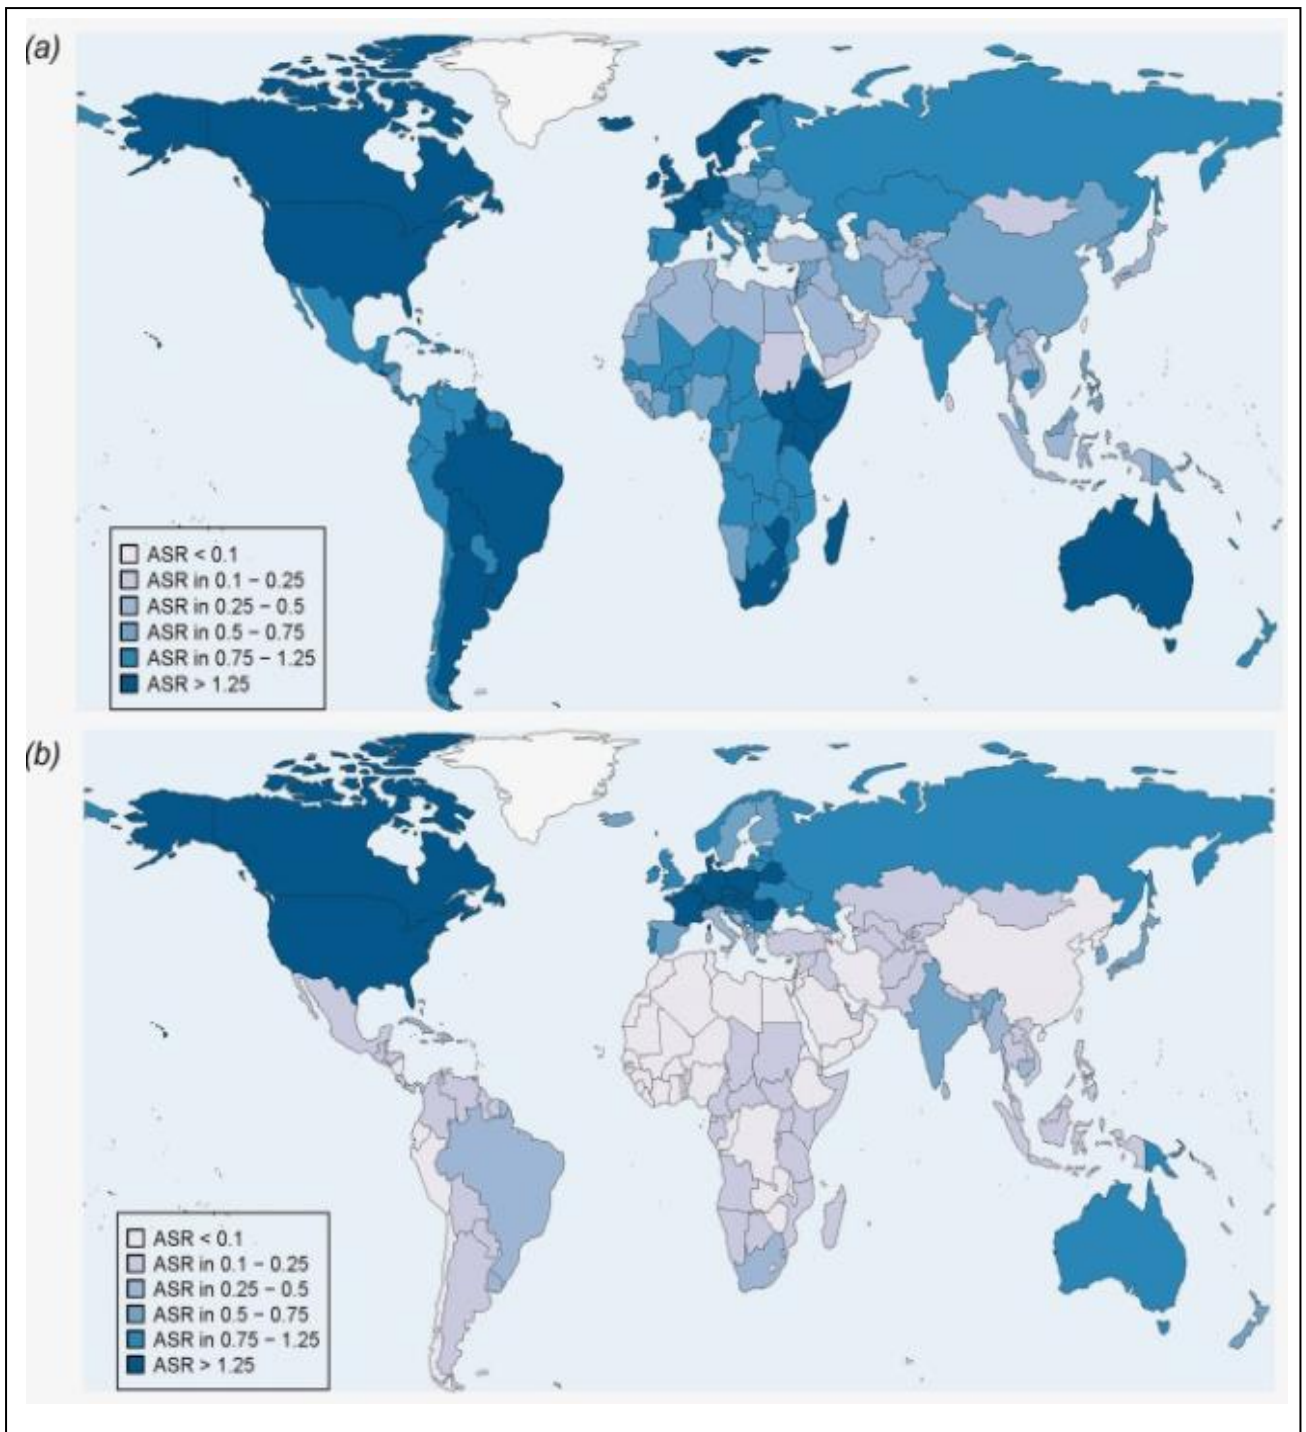 (a)
ASR < 0.1
ASR in 0.1 − 0.25
ASR in 0.25 − 0.5
ASR in 0.5 − 0.75
ASR in 0.75 − 1.25
ASR > 1.25
(b)
ASR < 0.1
ASR in 0.1 − 0.25
ASR in 0.25 − 0.5
ASR in 0.5 − 0.75
ASR in 0.75 − 1.25
ASR > 1.25